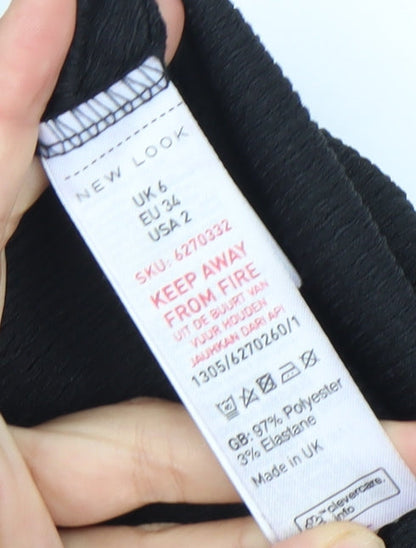 NEW LOOK
UK 6
EU 34
USA 2
SKU: 6270332
KEEP AWAY
FROM FIRE
UIT DE BUURT VAN
VUUR HOUDEN
JAUHKAN DARI API
1305/6270260/1
GB: 97% Polyester
3% Elastane
Made in UK
clevercare.
info